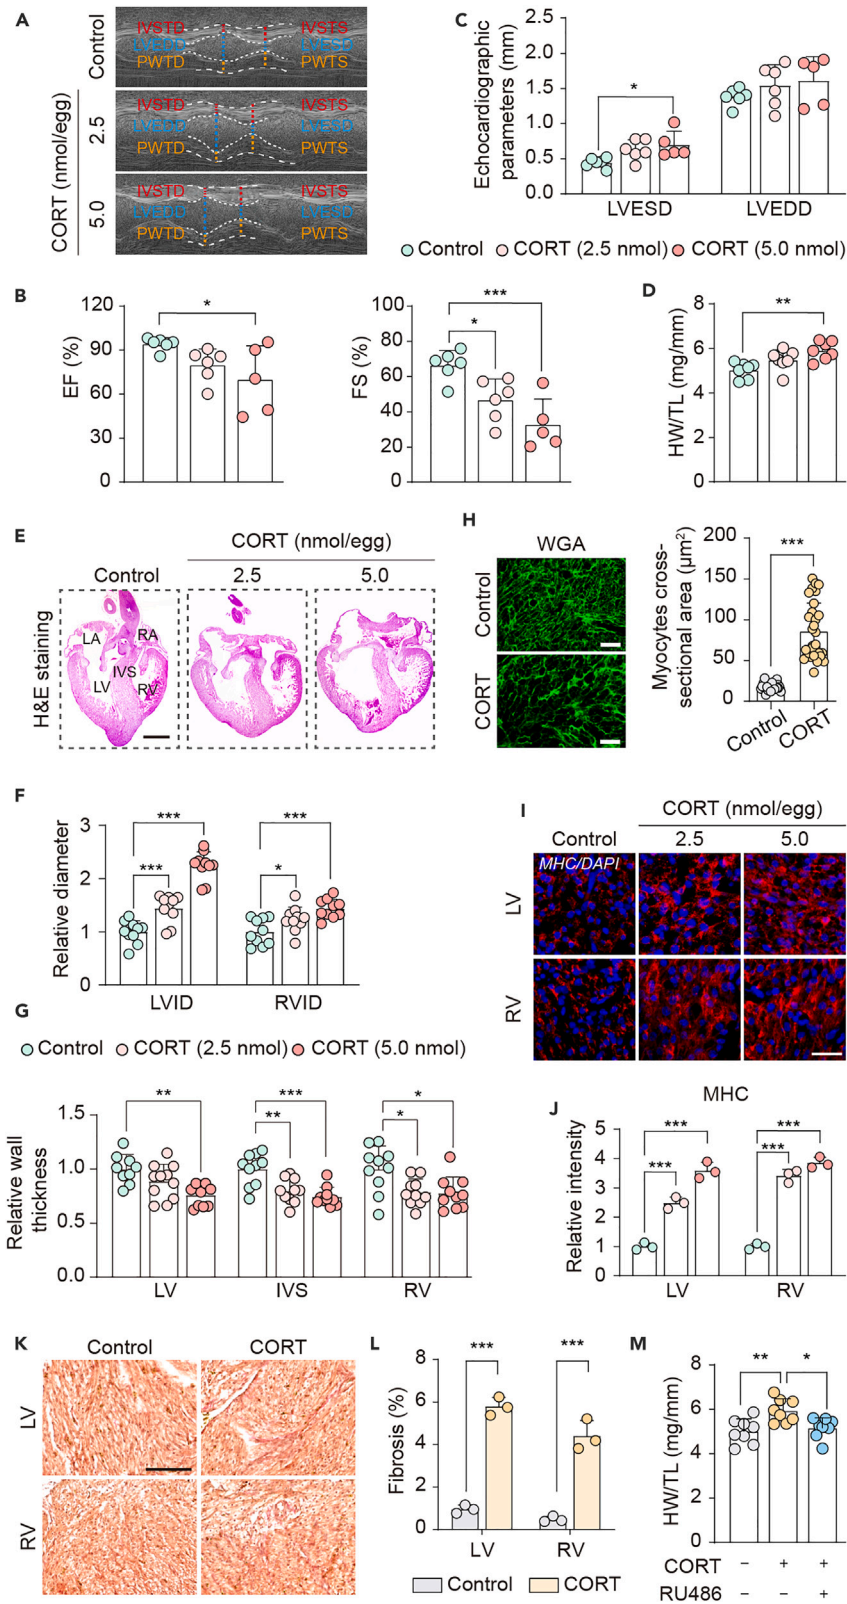 A
Control
IVSTD
LVEDD
PWTD
IVSTS
LVESD
PWTS
CORT (nmol/egg)
2.5
IVSTD
LVEDD
PWTD
IVSTS
LVESD
PWTS
5.0
IVSTD
LVEDD
PWTD
IVSTS
LVESD
PWTS
C
Echocardiographic
parameters (mm)
2.5
2.0
1.5
1.0
0.5
0.0
*
LVESD
LVEDD
Control
CORT (2.5 nmol)
CORT (5.0 nmol)
B
EF (%)
120
90
60
30
0
*
FS (%)
100
80
60
40
20
0
***
*
D
HW/TL (mg/mm)
8
6
4
2
0
**
E
CORT (nmol/egg)
Control
2.5
5.0
H&E staining
LA
RA
IVS
LV
RV
H
WGA
Control
CORT
Myocytes cross-
sectional area (μm²)
200
150
100
50
0
***
Control
CORT
F
Relative diameter
3
2
1
0
***
***
***
*
LVID
RVID
G
Control
CORT (2.5 nmol)
CORT (5.0 nmol)
Relative wall
thickness
1.5
1.0
0.5
0.0
**
***
**
*
*
LV
IVS
RV
I
CORT (nmol/egg)
Control
2.5
5.0
MHC/DAPI
LV
RV
J
MHC
Relative intensity
5
4
3
2
1
0
***
***
***
***
LV
RV
K
Control
CORT
LV
RV
L
Fibrosis (%)
8
6
4
2
0
***
***
LV
RV
Control
CORT
M
HW/TL (mg/mm)
8
6
4
2
0
**
*
CORT − + +
RU486 − − +